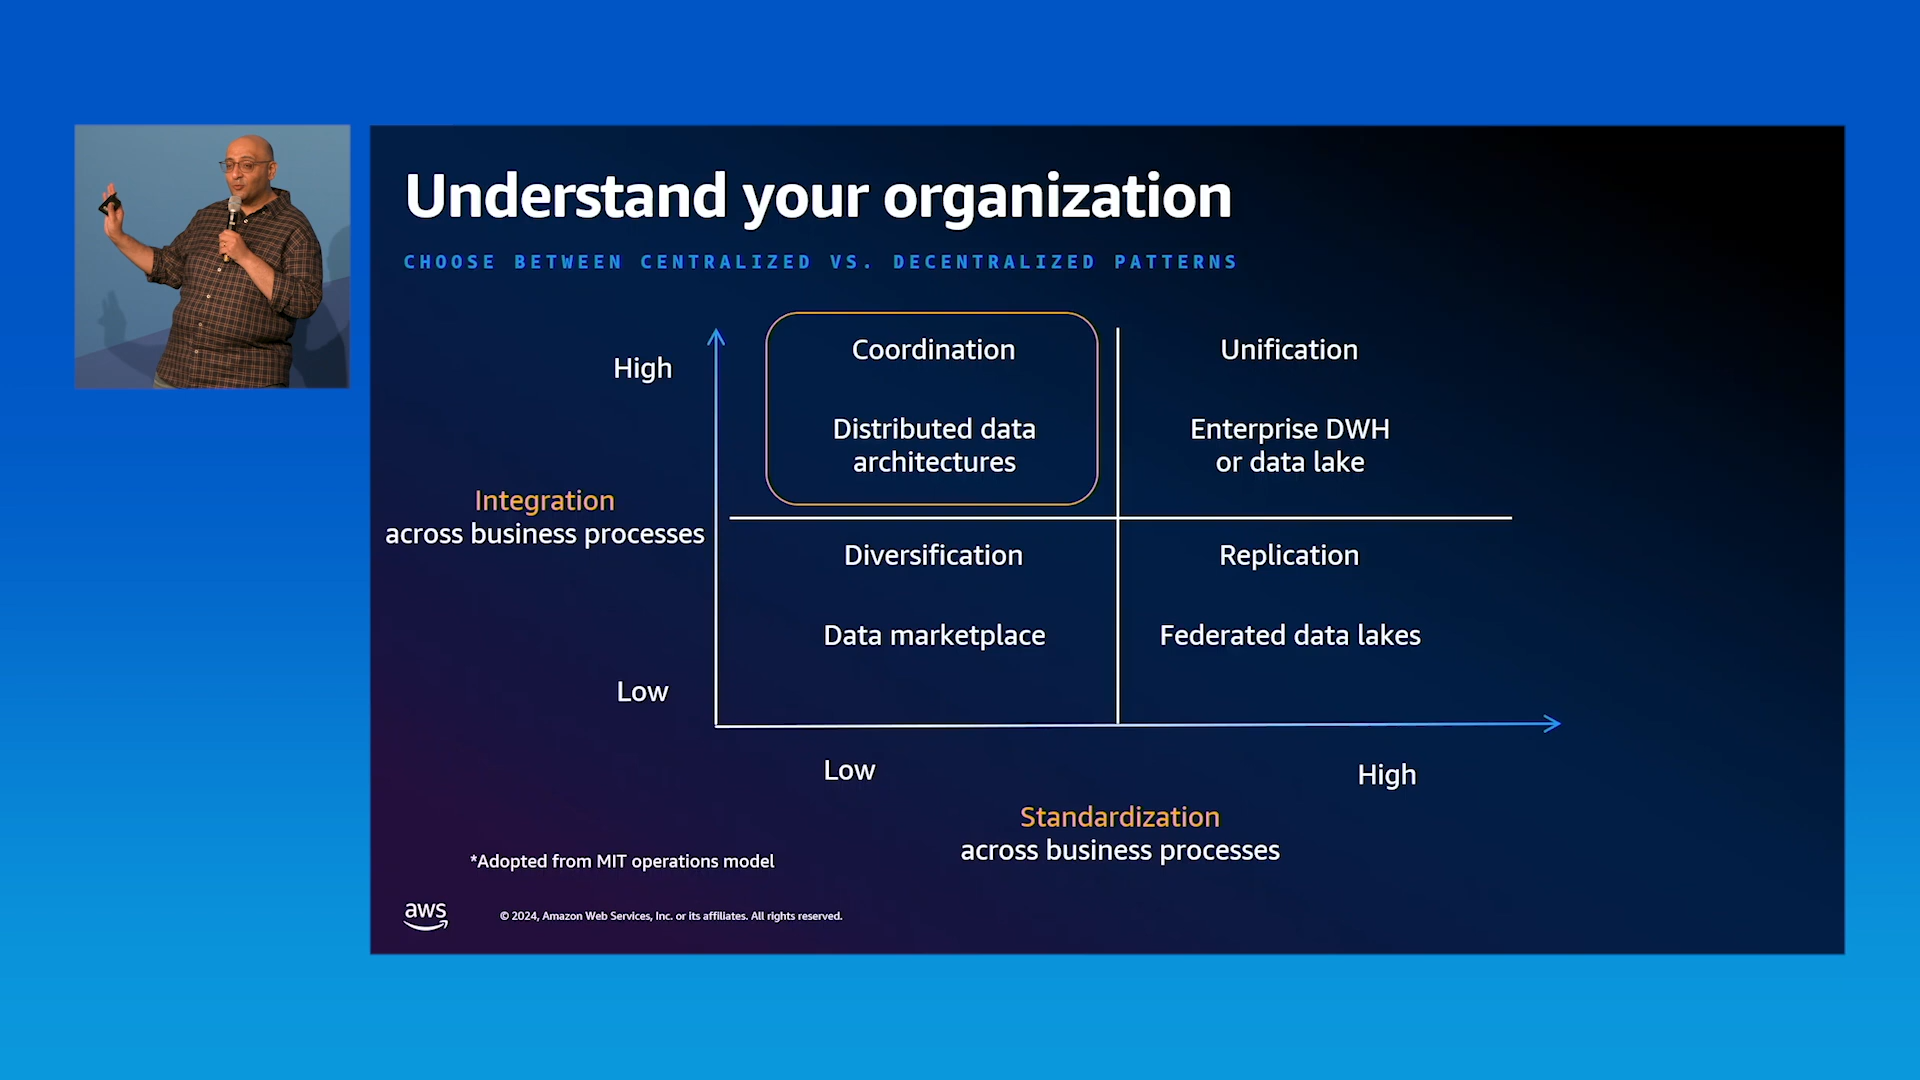 Understand your organization
CHOOSE BETWEEN CENTRALIZED VS. DECENTRALIZED PATTERNS
High
Coordination
Distributed data
architectures
Unification
Enterprise DWH
or data lake
Integration
across business processes
Diversification
Data marketplace
Replication
Federated data lakes
Low
Low
High
Standardization
across business processes
*Adopted from MIT operations model
aws
© 2024, Amazon Web Services, Inc. or its affiliates. All rights reserved.